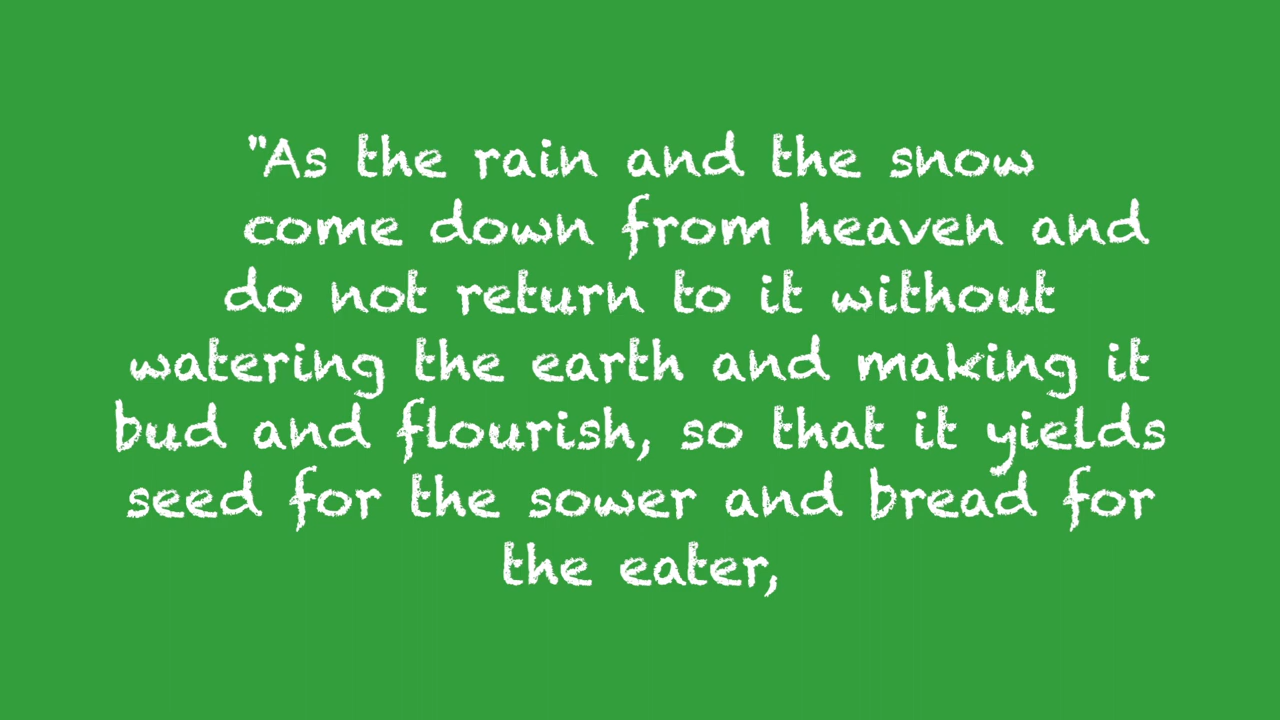 "As the rain and the snow
come down from heaven and
do not return to it without
watering the earth and making it
bud and flourish, so that it yields
seed for the sower and bread for
the eater,